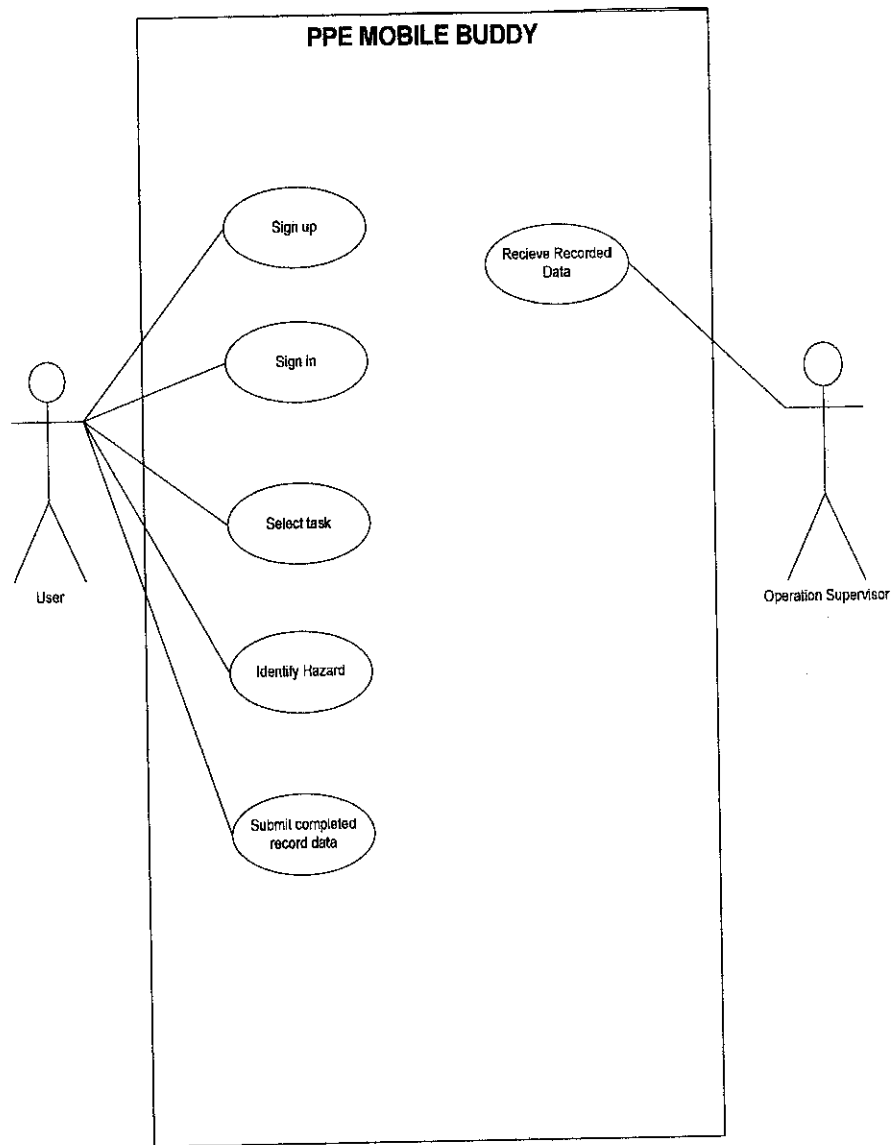 PPE MOBILE BUDDY
Sign up
Recieve Recorded
Data
Sign in
Select task
User
Operation Supervisor
Identify Hazard
Submit completed
record data